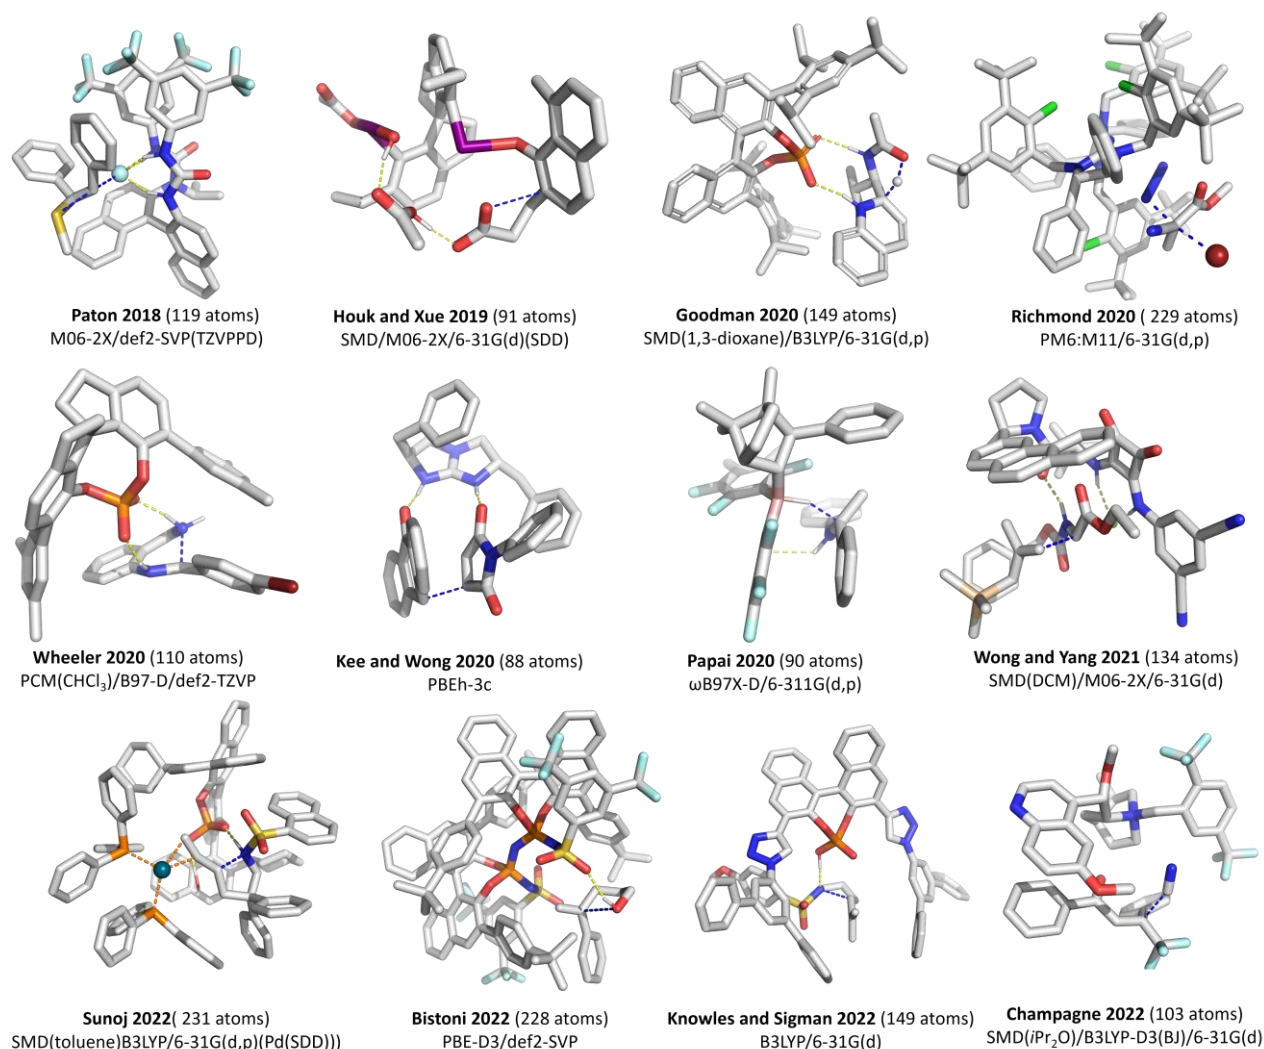 Paton 2018 (119 atoms)
M06-2X/def2-SVP(TZVPPD)
Houk and Xue 2019 (91 atoms)
SMD/M06-2X/6-31G(d)(SDD)
Goodman 2020 (149 atoms)
SMD(1,3-dioxane)/B3LYP/6-31G(d,p)
Richmond 2020 ( 229 atoms)
PM6:M11/6-31G(d,p)
Wheeler 2020 (110 atoms)
PCM(CHCl₃)/B97-D/def2-TZVP
Kee and Wong 2020 (88 atoms)
PBEh-3c
Papai 2020 (90 atoms)
ωB97X-D/6-311G(d,p)
Wong and Yang 2021 (134 atoms)
SMD(DCM)/M06-2X/6-31G(d)
Sunoj 2022( 231 atoms)
SMD(toluene)B3LYP/6-31G(d,p)(Pd(SDD)))
Bistoni 2022 (228 atoms)
PBE-D3/def2-SVP
Knowles and Sigman 2022 (149 atoms)
B3LYP/6-31G(d)
Champagne 2022 (103 atoms)
SMD(iPr₂O)/B3LYP-D3(BJ)/6-31G(d)